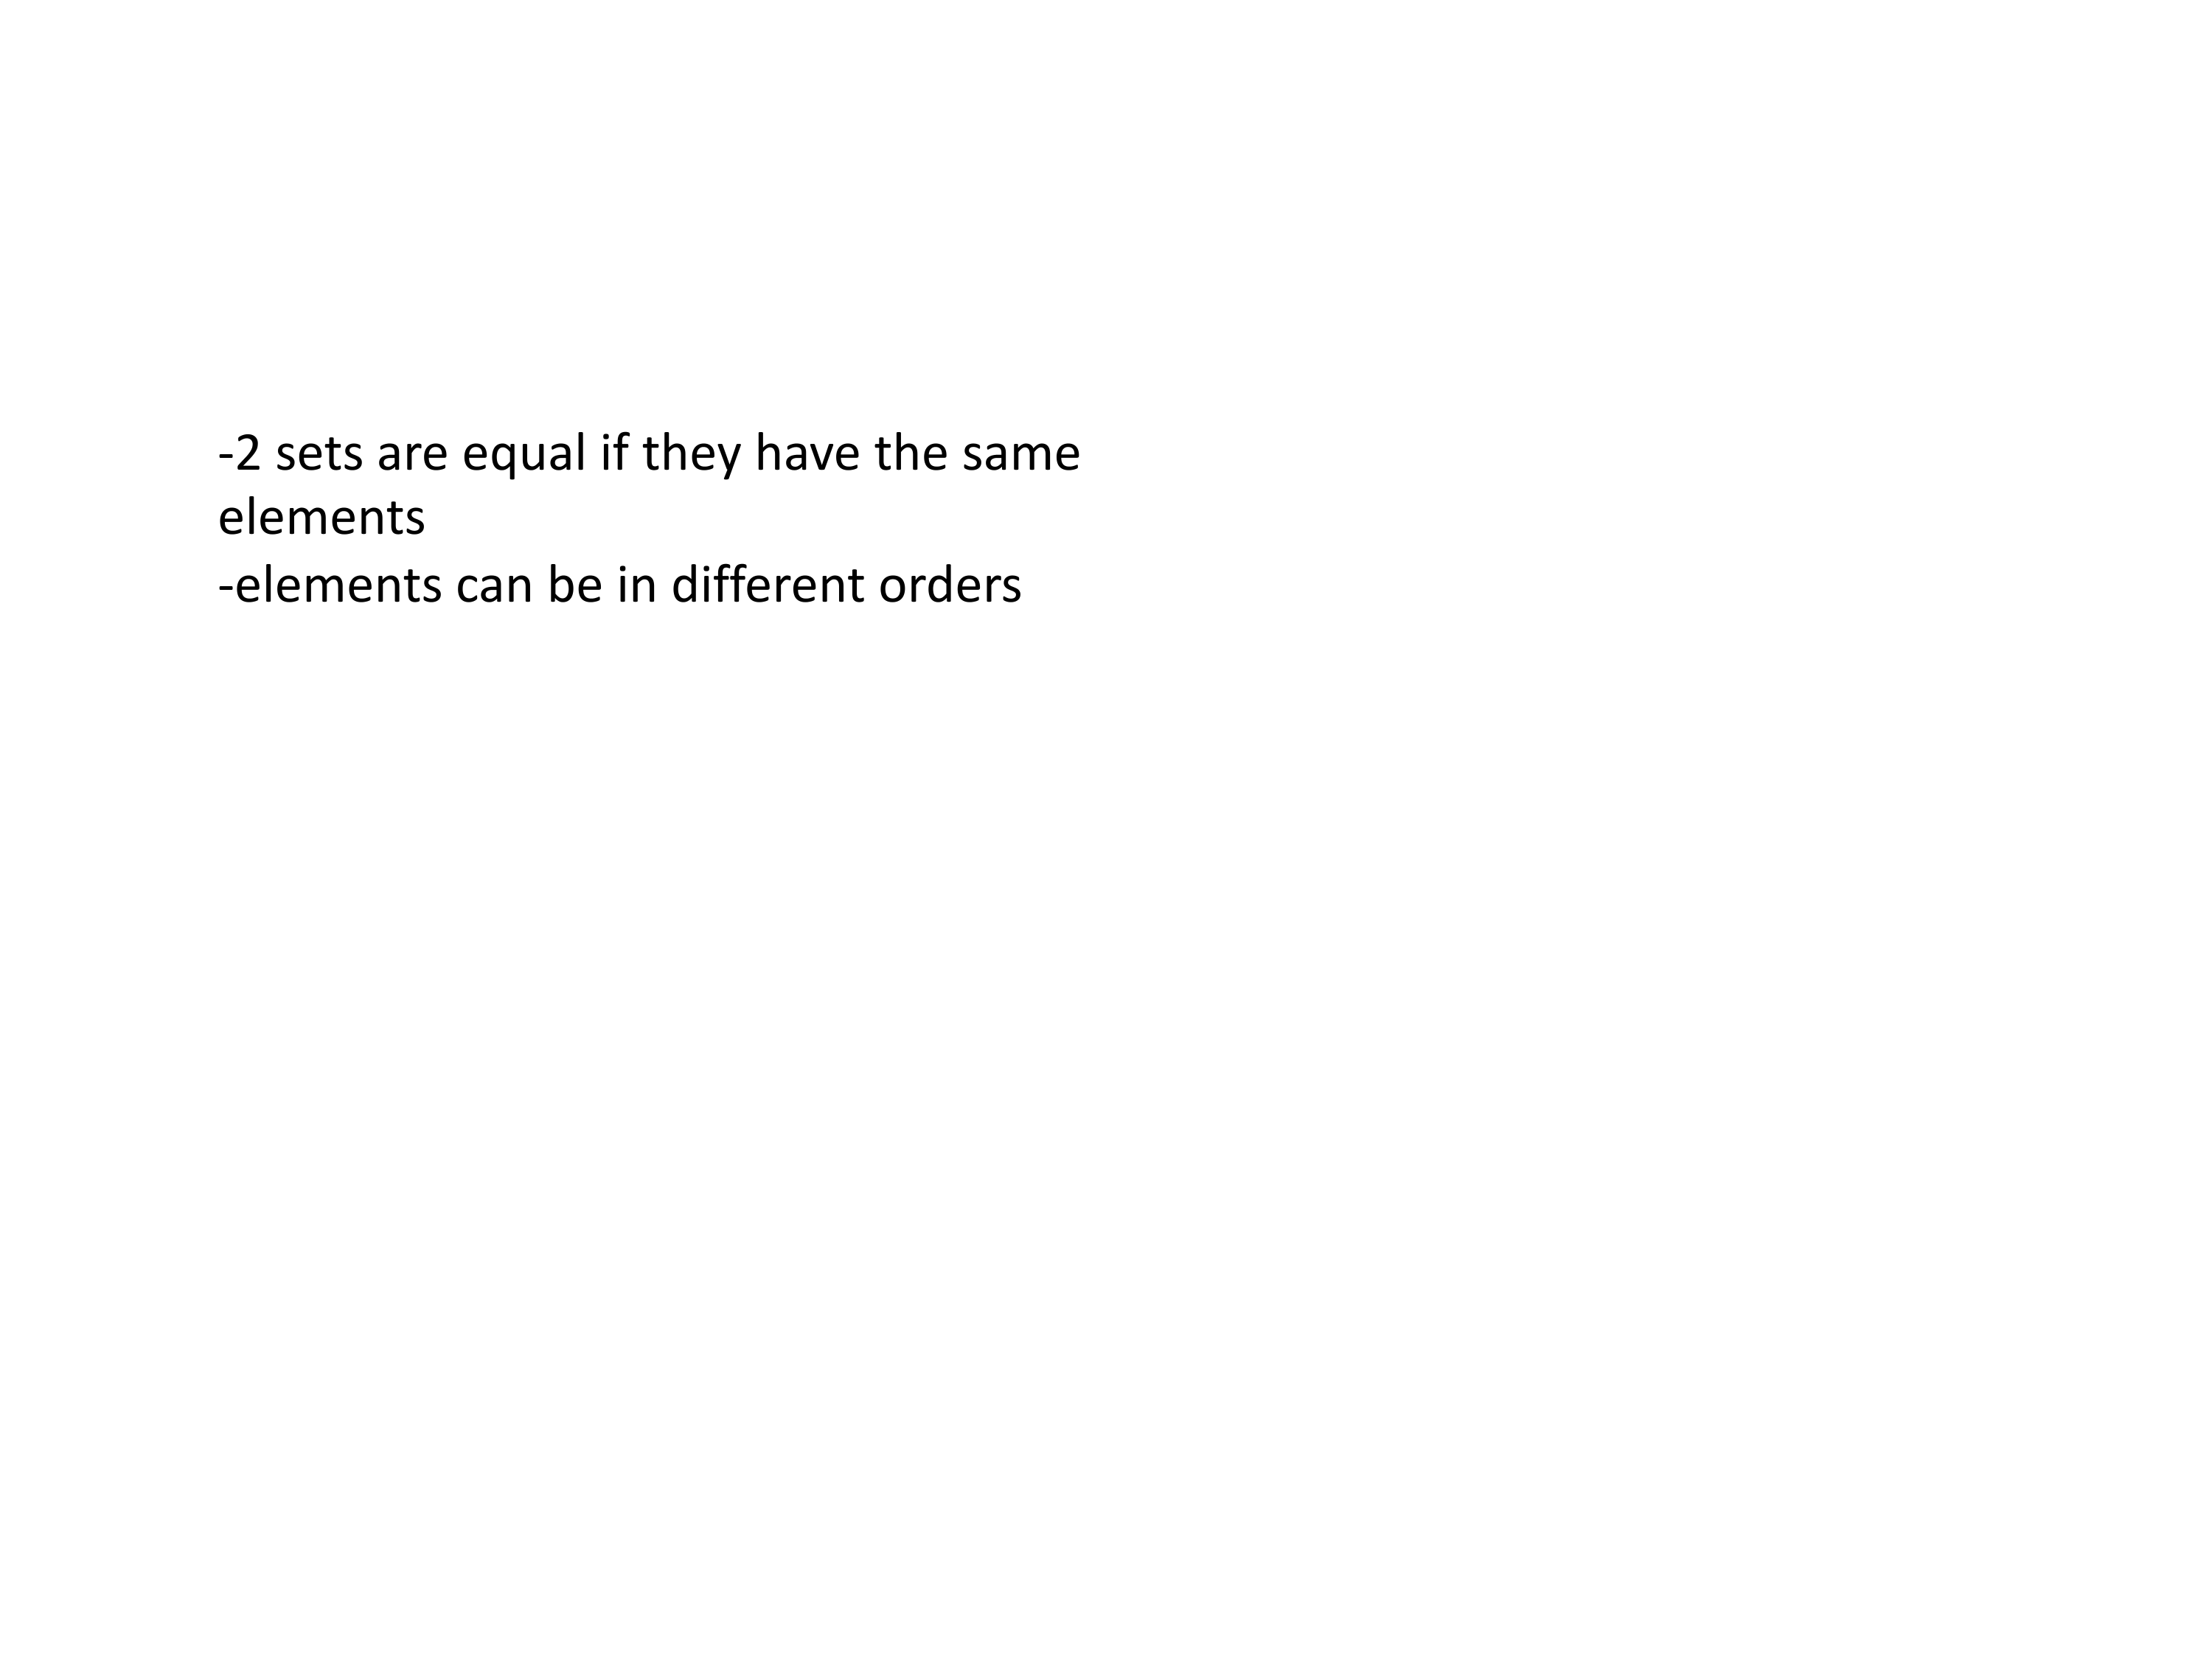 -2 sets are equal if they have the same
elements
-elements can be in different orders